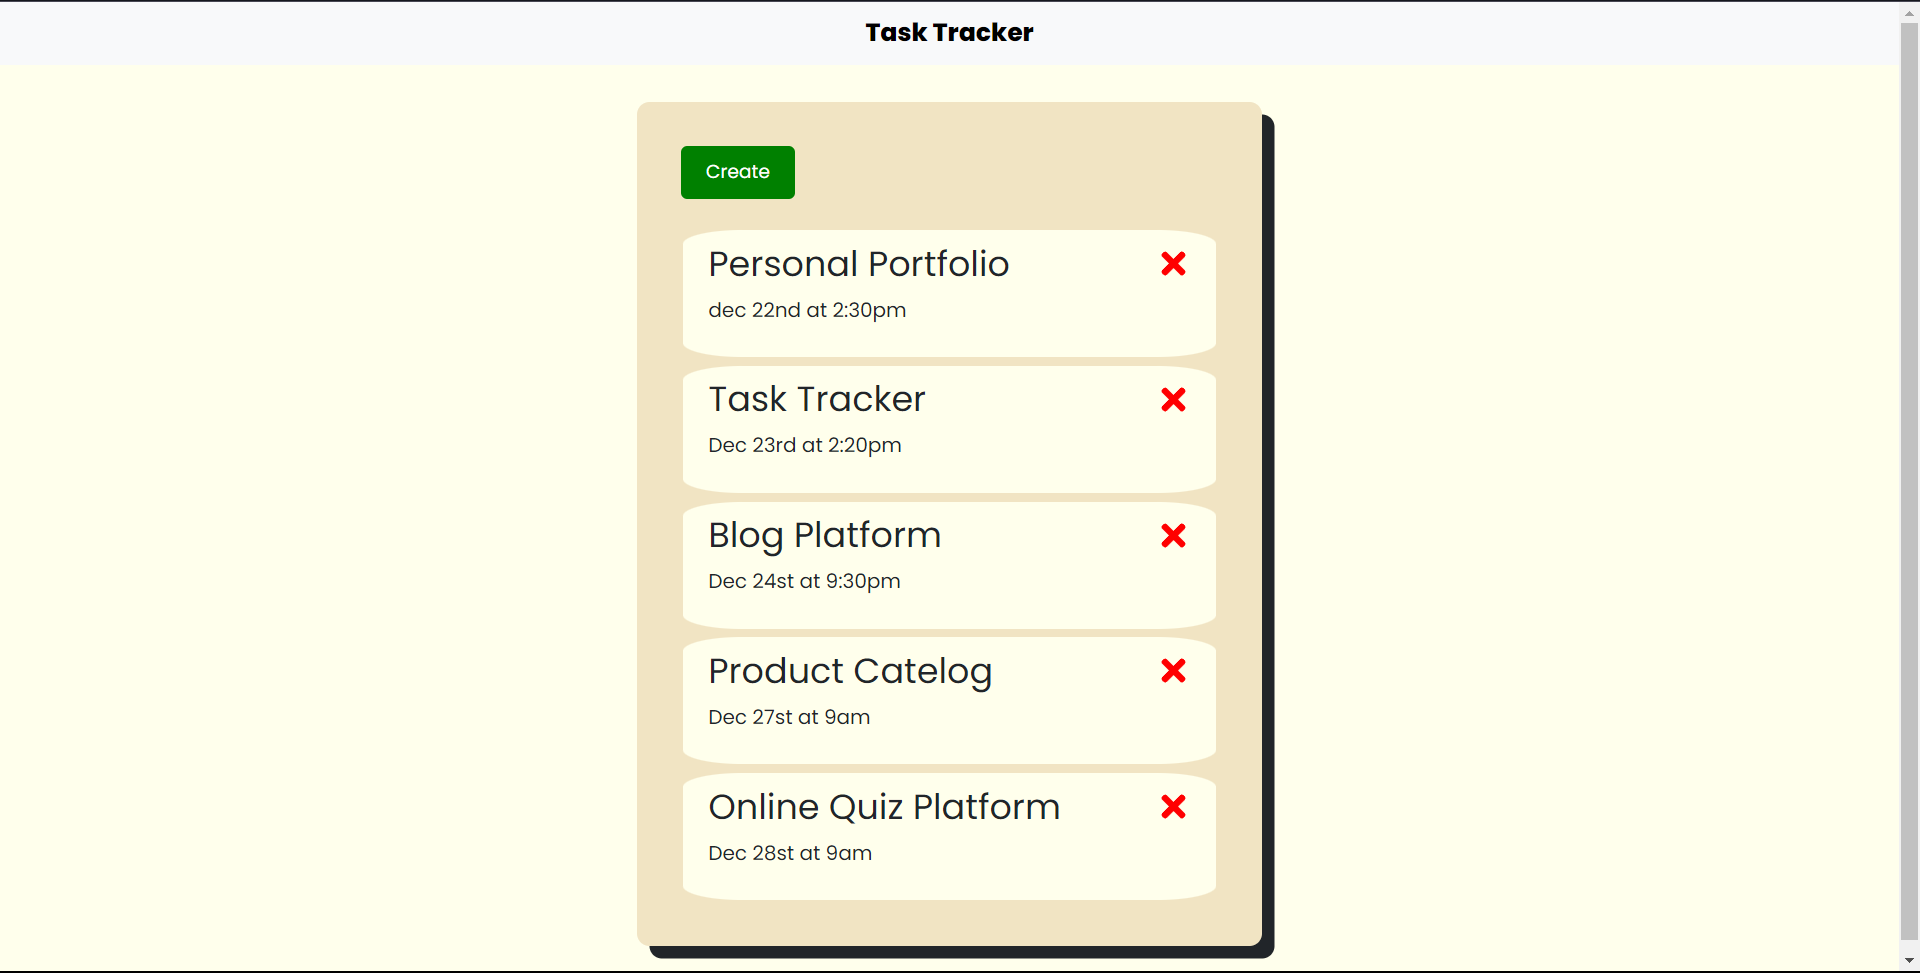 Task Tracker
Create
Personal Portfolio
dec 22nd at 2:30pm
Task Tracker
Dec 23rd at 2:20pm
Blog Platform
Dec 24st at 9:30pm
Product Catelog
Dec 27st at 9am
Online Quiz Platform
Dec 28st at 9am